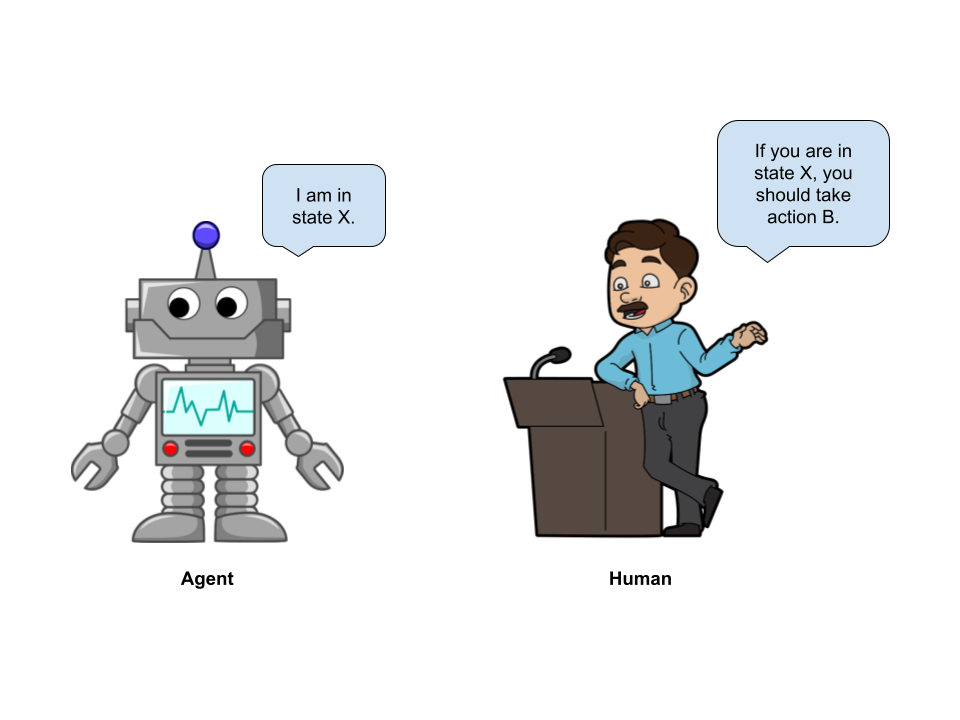 I am in
state X.
If you are in
state X, you
should take
action B.
Agent
Human